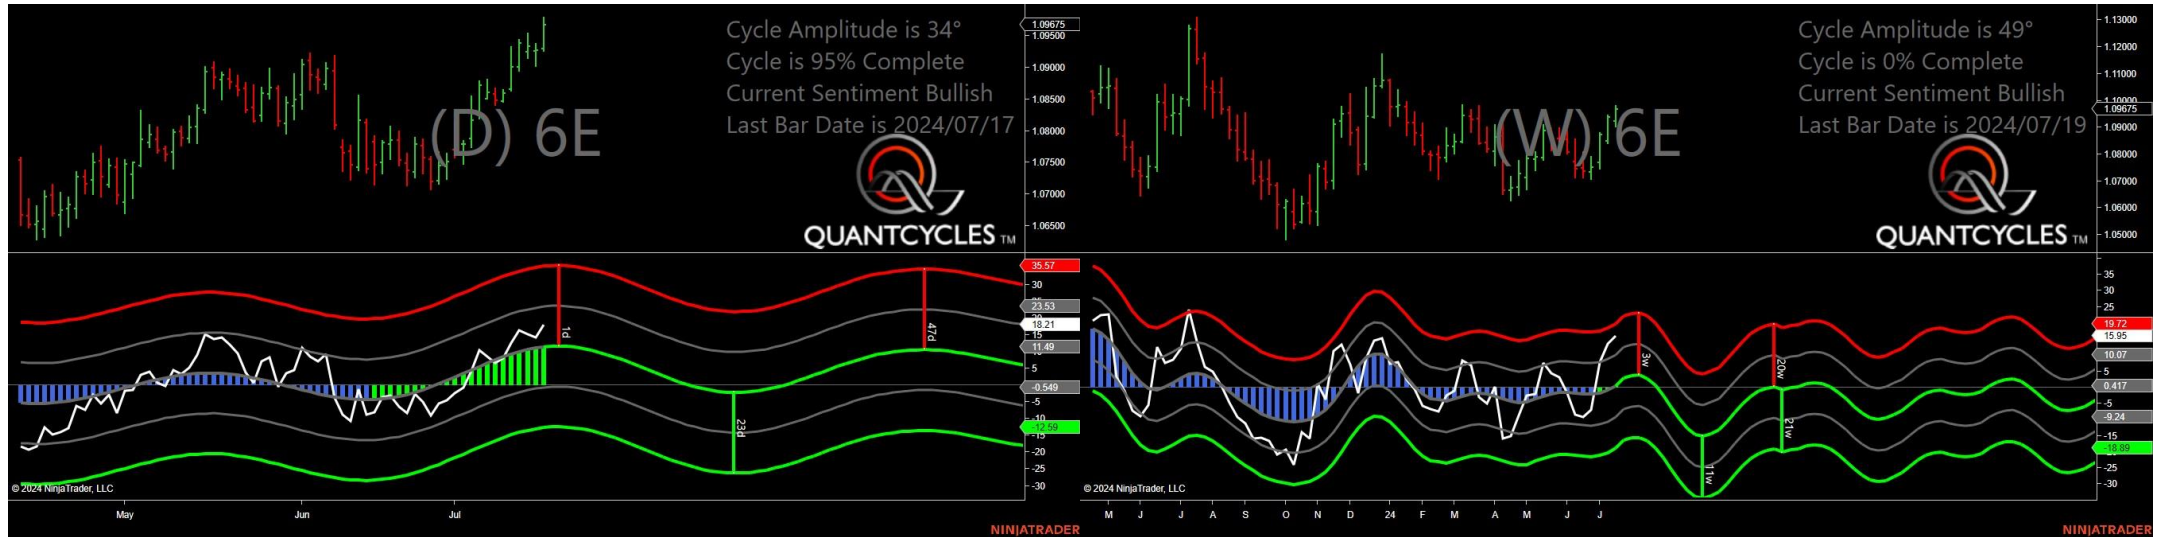 Cycle Amplitude is 34°
Cycle is 95% Complete
Current Sentiment Bullish
Last Bar Date is 2024/07/17
(D) 6E
QUANTCYCLES TM
1.09675
1.09500
1.09000
1.08500
1.08000
1.07500
1.07000
1.06500
35.57
30
23.53
18.21
15
11.49
5
-0.549
-5
-10
-12.59
-15
-20
-25
-30
1d
47d
23d
© 2024 NinjaTrader, LLC
May Jun Jul
NINJATRADER
Cycle Amplitude is 49°
Cycle is 0% Complete
Current Sentiment Bullish
Last Bar Date is 2024/07/19
(W) 6E
QUANTCYCLES TM
1.13000
1.12000
1.11000
1.10000
1.09675
1.09000
1.08000
1.07000
1.06000
1.05000
35
30
25
19.72
15.95
10.07
5
0.417
-5
-9.24
-15
-18.89
-25
-30
3w
20w
21w
11w
© 2024 NinjaTrader, LLC
M J J A S O N D 24 F M A M J J
NINJATRADER